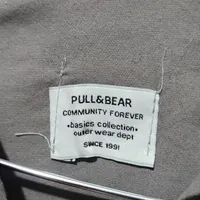 PULL&BEAR
COMMUNITY FOREVER
•basics collection•
outer wear dept
SINCE 1991